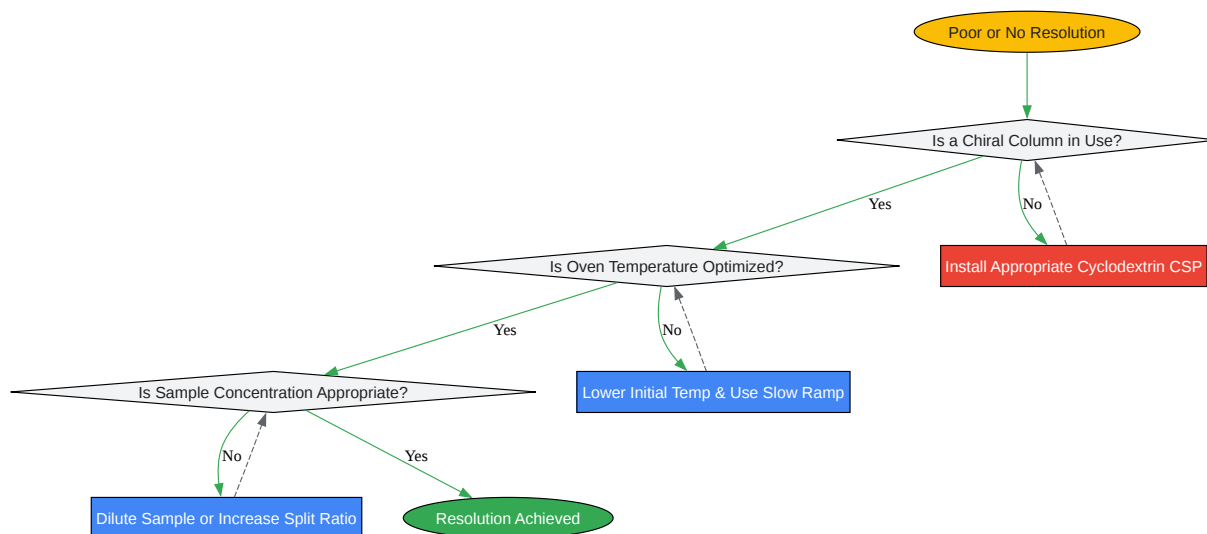 Poor or No Resolution
Is a Chiral Column in Use?
Yes
No
Is Oven Temperature Optimized?
Install Appropriate Cyclodextrin CSP
Yes
No
Is Sample Concentration Appropriate?
Lower Initial Temp & Use Slow Ramp
No
Yes
Dilute Sample or Increase Split Ratio
Resolution Achieved